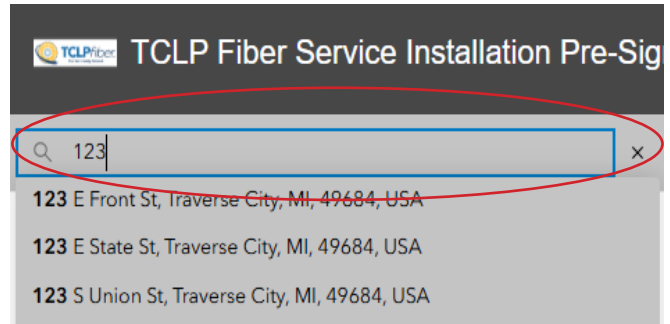 TCLPfiber TCLP Fiber Service Installation Pre-Sig
123
123 E Front St, Traverse City, MI, 49684, USA
123 E State St, Traverse City, MI, 49684, USA
123 S Union St, Traverse City, MI, 49684, USA